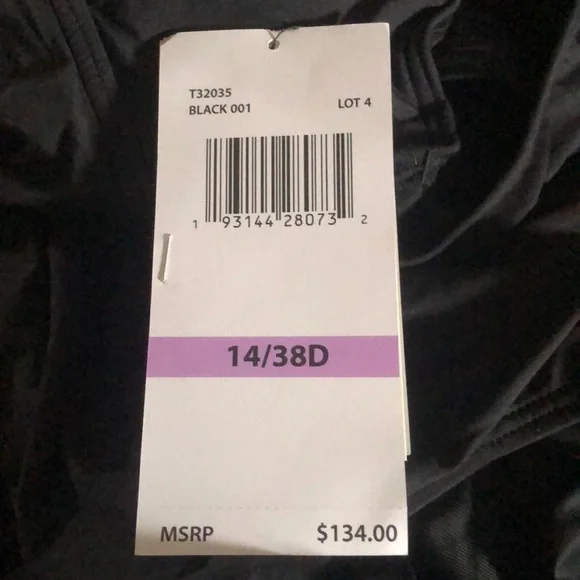 T32035
BLACK 001 LOT 4
1 93144 28073 2
14/38D
MSRP $134.00